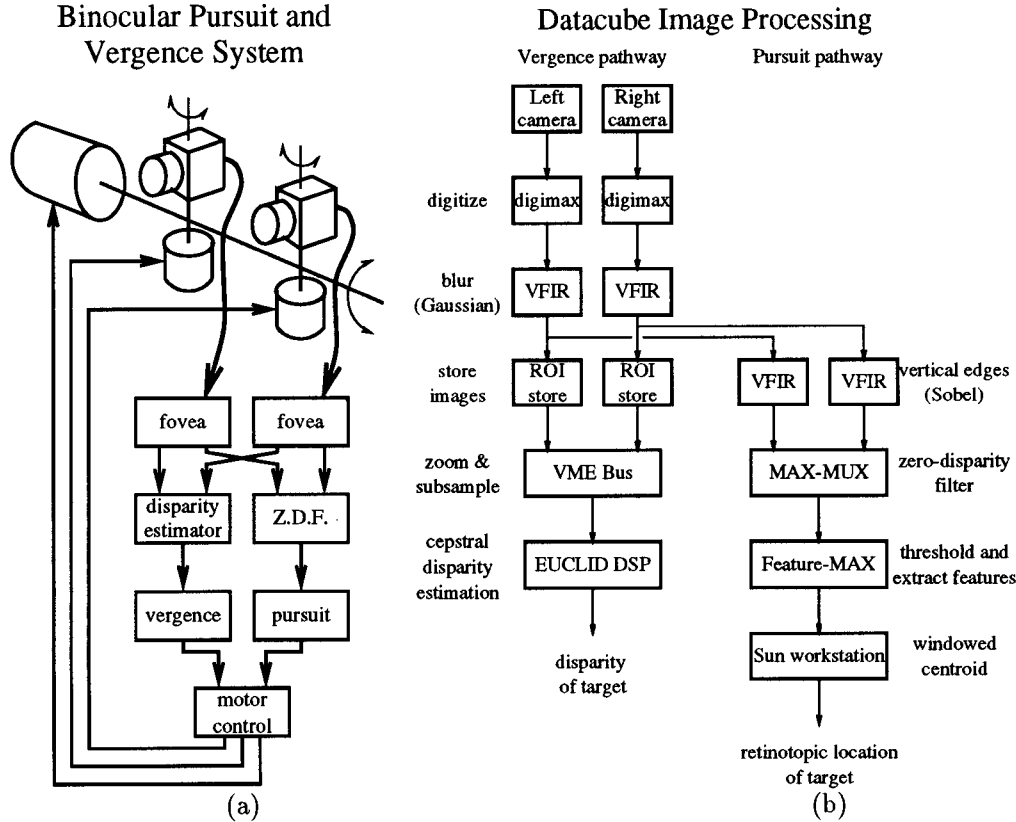 Binocular Pursuit and
Vergence System
fovea
fovea
disparity
estimator
Z.D.F.
vergence
pursuit
motor
control
(a)
Datacube Image Processing
Vergence pathway
Pursuit pathway
Left
camera
Right
camera
digitize
digimax
digimax
blur
(Gaussian)
VFIR
VFIR
store
images
ROI
store
ROI
store
VFIR
VFIR
vertical edges
(Sobel)
zoom &
subsample
VME Bus
MAX-MUX
zero-disparity
filter
cepstral
disparity
estimation
EUCLID DSP
Feature-MAX
threshold and
extract features
disparity
of target
Sun workstation
windowed
centroid
retinotopic location
of target
(b)